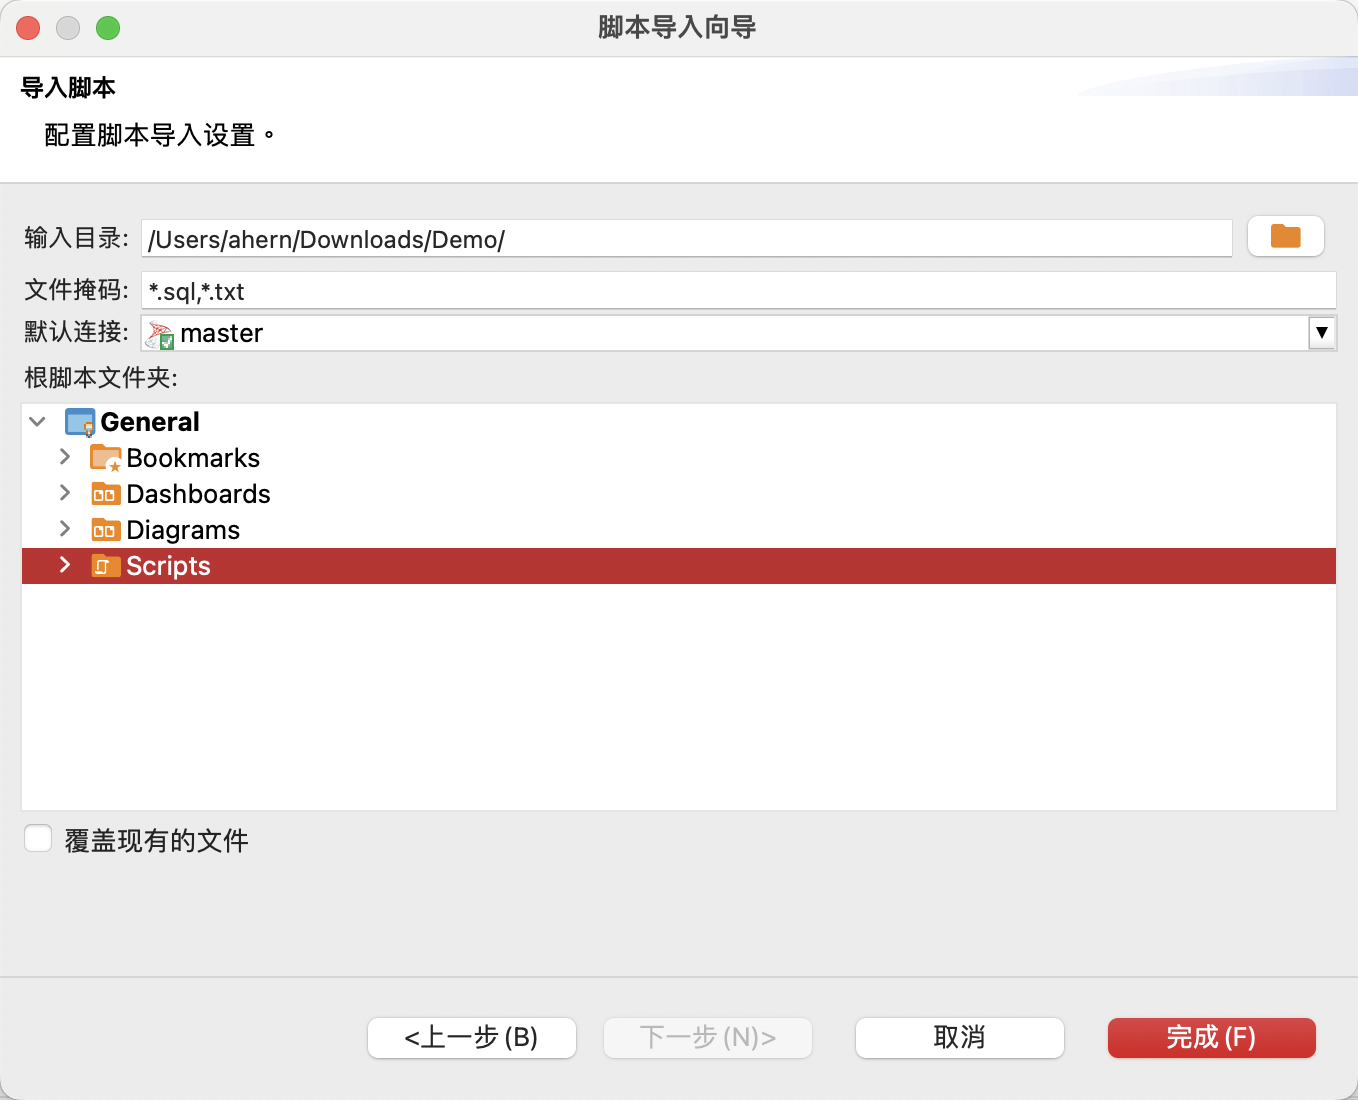 脚本导入向导
导入脚本
配置脚本导入设置。
输入目录: /Users/ahern/Downloads/Demo/
文件掩码: *.sql,*.txt
默认连接: master
根脚本文件夹:
General
Bookmarks
Dashboards
Diagrams
Scripts
覆盖现有的文件
<上一步(B) 下一步(N)> 取消 完成(F)